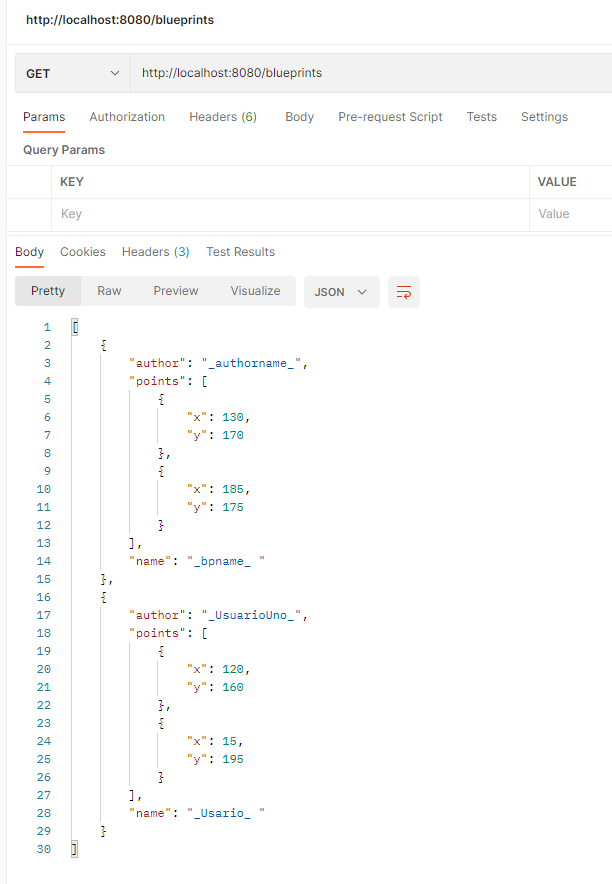 http://localhost:8080/blueprints
GET http://localhost:8080/blueprints
Params Authorization Headers (6) Body Pre-request Script Tests Settings
Query Params
KEY VALUE
Key Value
Body Cookies Headers (3) Test Results
Pretty Raw Preview Visualize JSON
1 [
2 {
3 "author": "_authorname_",
4 "points": [
5 {
6 "x": 130,
7 "y": 170
8 },
9 {
10 "x": 185,
11 "y": 175
12 }
13 ],
14 "name": "_bpname_ "
15 },
16 {
17 "author": "_UsuarioUno_",
18 "points": [
19 {
20 "x": 120,
21 "y": 160
22 },
23 {
24 "x": 15,
25 "y": 195
26 }
27 ],
28 "name": "_Usario_ "
29 }
30 ]